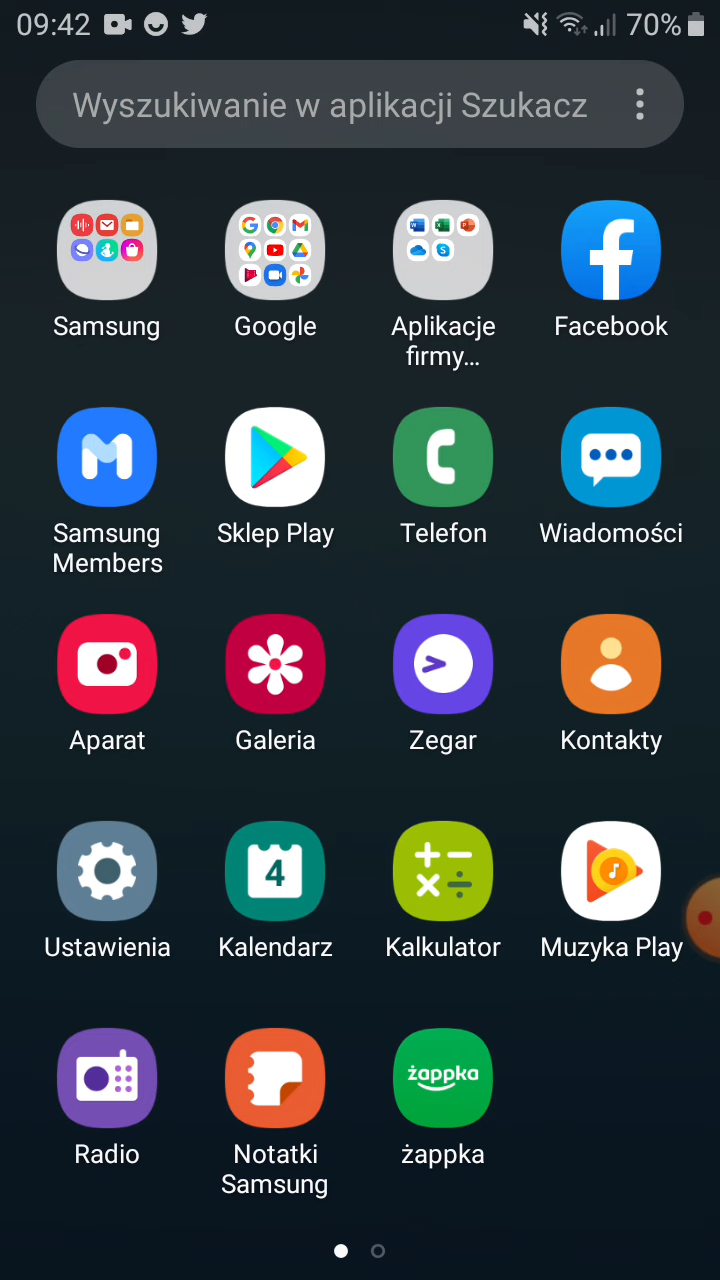 09:42
70%
Wyszukiwanie w aplikacji Szukacz
Samsung
Google
Aplikacje
firmy...
Facebook
Samsung
Members
Sklep Play
Telefon
Wiadomości
Aparat
Galeria
Zegar
Kontakty
4
Ustawienia
Kalendarz
Kalkulator
Muzyka Play
żappka
Radio
Notatki
Samsung
żappka